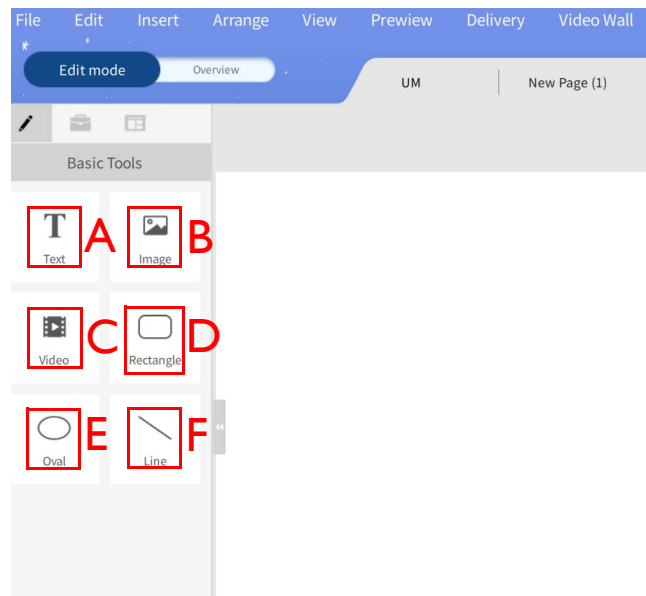 File Edit Insert Arrange View Prewiew Delivery Video Wall
Edit mode Overview
UM New Page (1)
Basic Tools
T A B
Text Image
C D
Video Rectangle
E F
Oval Line